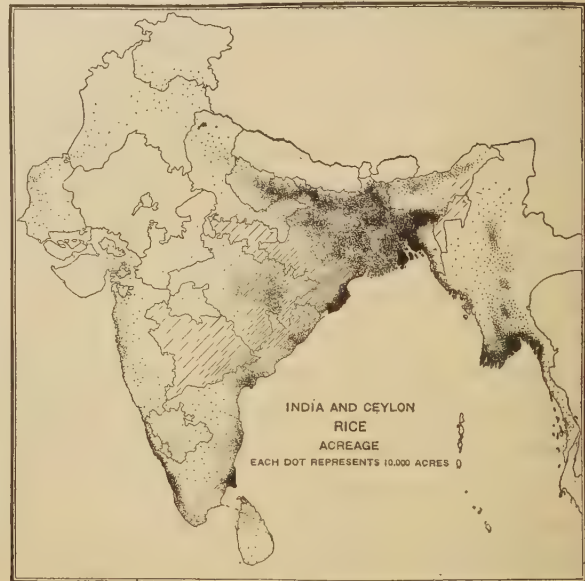 INDIA AND CEYLON
RICE
ACREAGE
EACH DOT REPRESENTS 10.000 ACRES